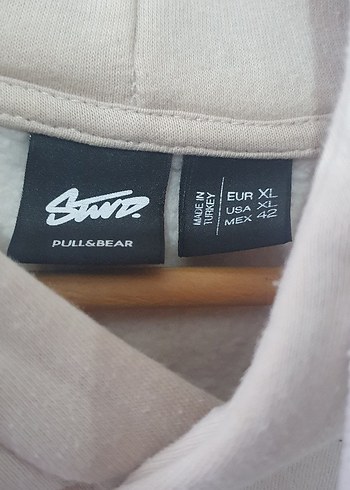 STWD.
PULL&BEAR
MADE IN
TURKEY
EUR XL
USA XL
MEX 42